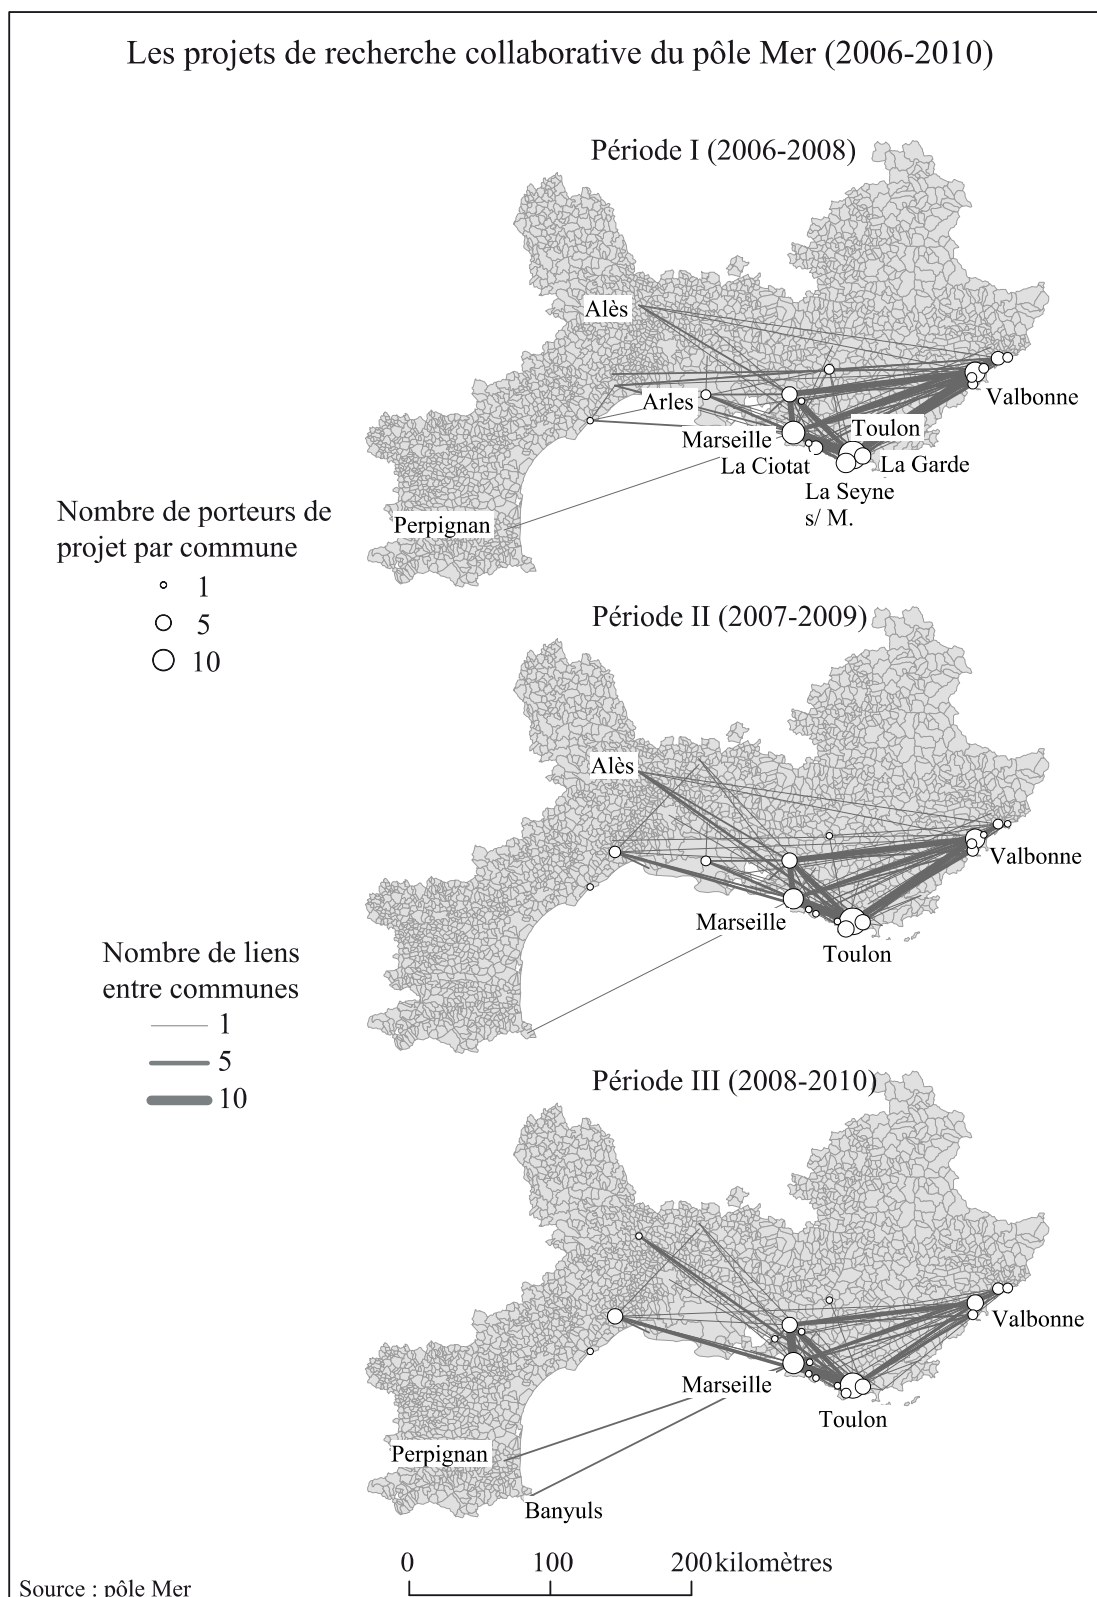 Les projets de recherche collaborative du pôle Mer (2006-2010)
Période I (2006-2008)
Alès
Arles
Valbonne
Marseille
Toulon
La Ciotat
La Garde
La Seyne
s/ M.
Perpignan
Nombre de porteurs de
projet par commune
1
5
10
Période II (2007-2009)
Alès
Valbonne
Marseille
Toulon
Nombre de liens
entre communes
1
5
10
Période III (2008-2010)
Valbonne
Marseille
Toulon
Perpignan
Banyuls
0 100 200 kilomètres
Source : pôle Mer